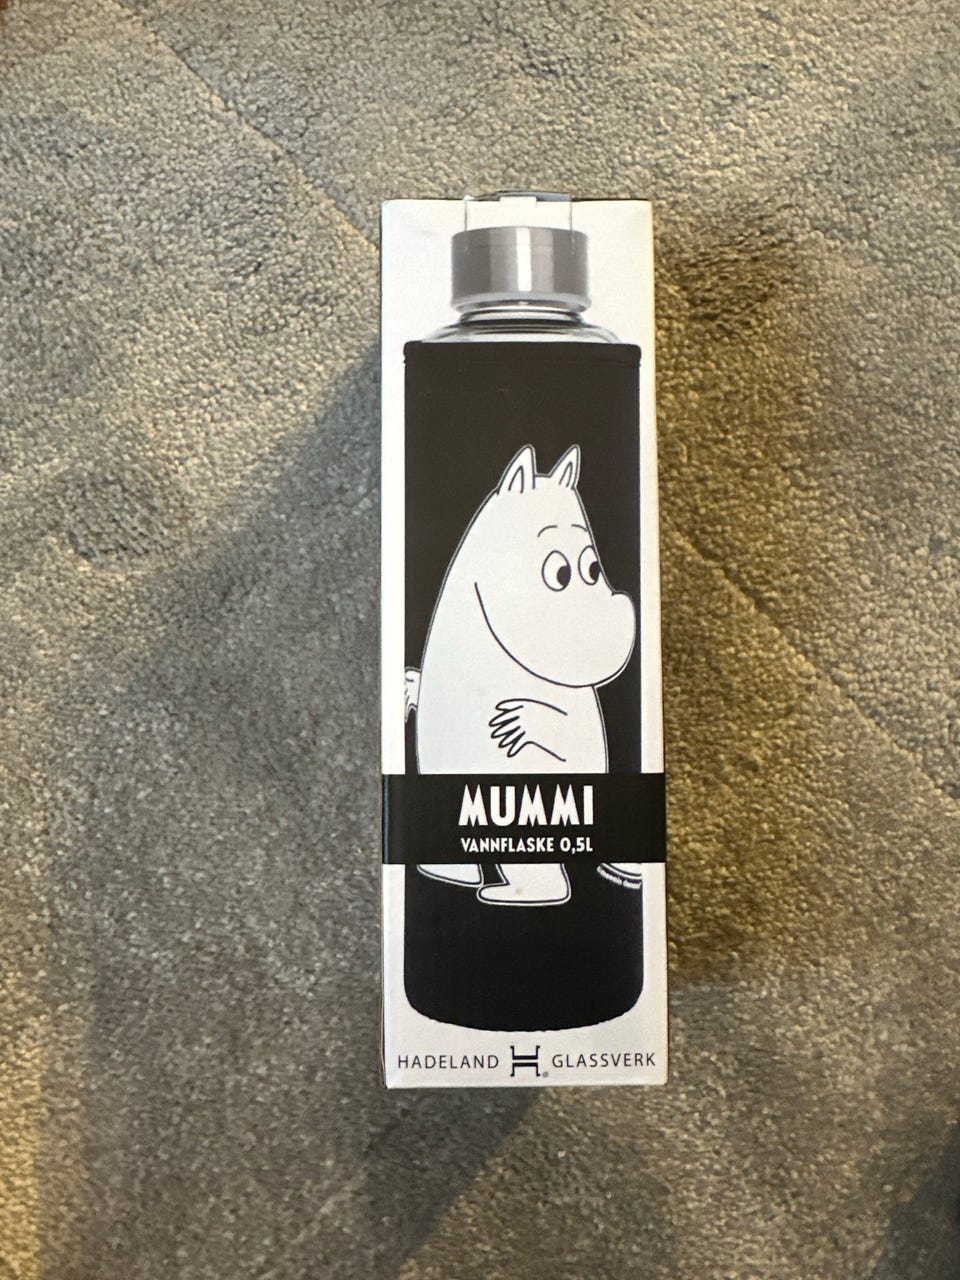 MUMMI
VANNFLASKE 0,5L
HADELAND GLASSVERK